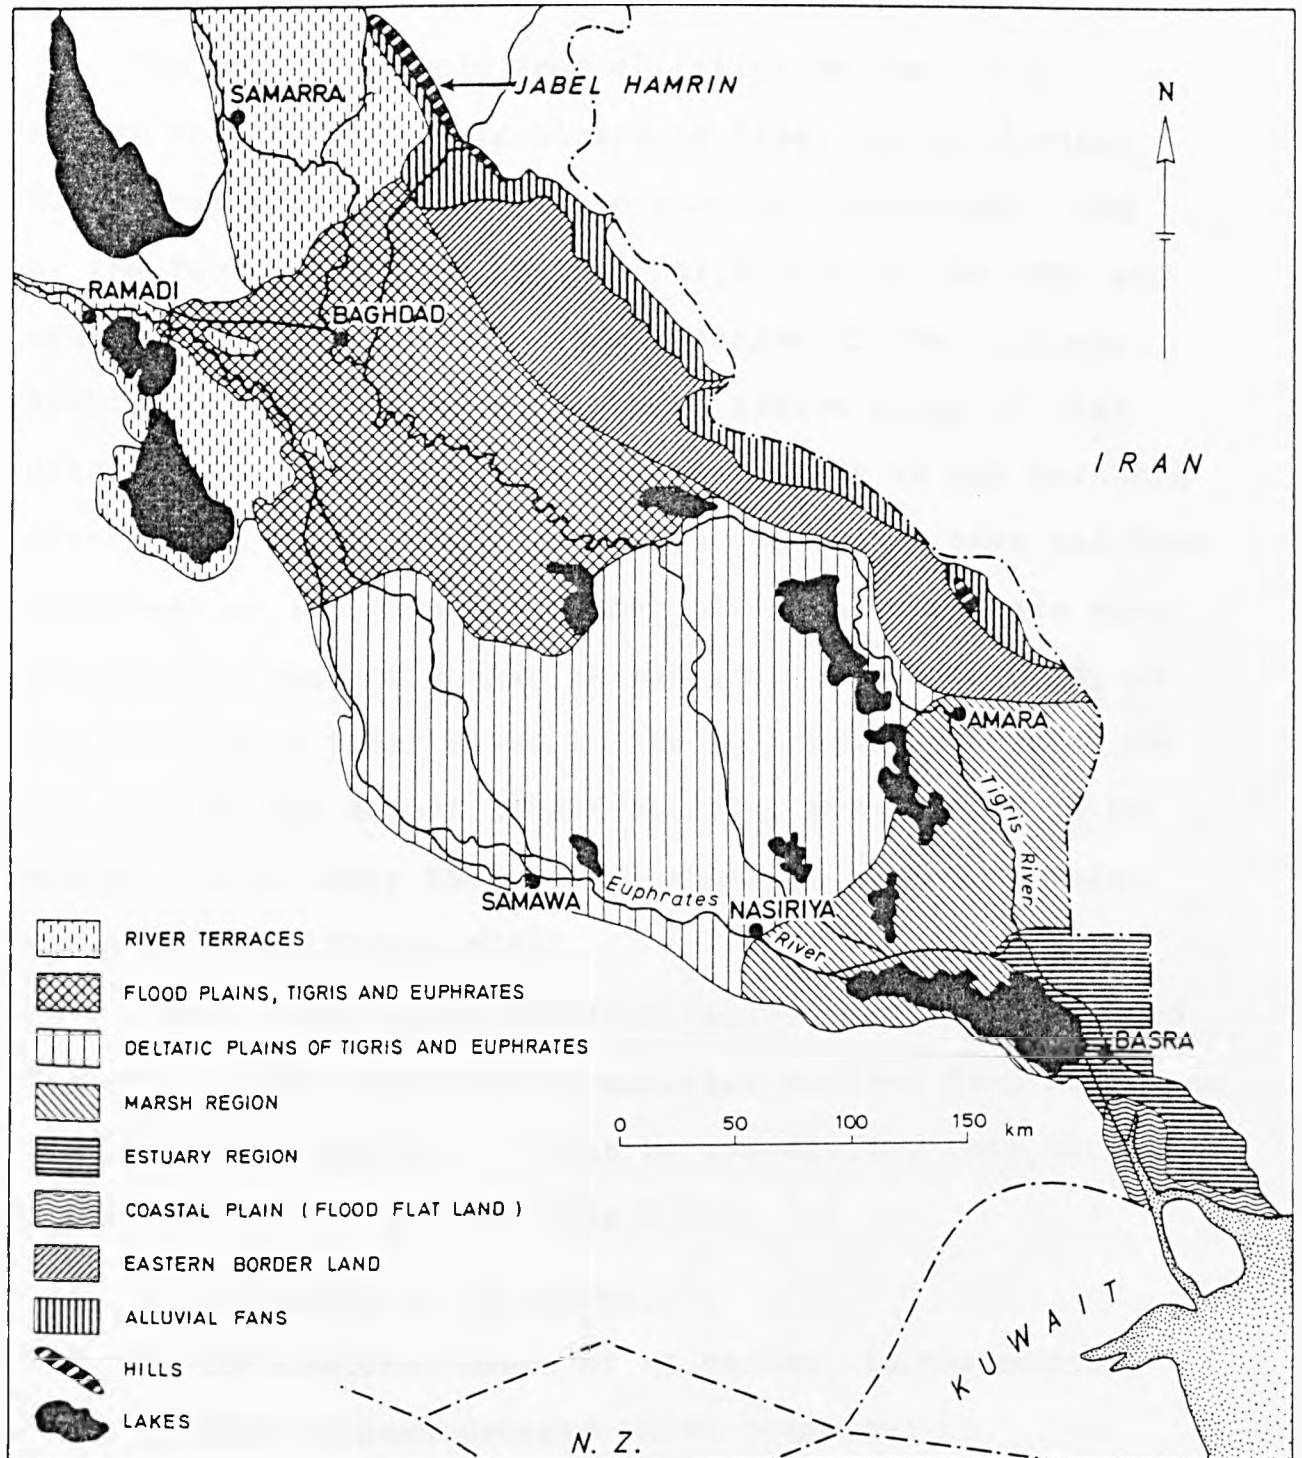 JABEL HAMRIN
SAMARRA
N
RAMADI
BAGHDAD
IRAN
AMARA
Tigris River
SAMAWA
Euphrates River
NASIRIYA
BASRA
RIVER TERRACES
FLOOD PLAINS, TIGRIS AND EUPHRATES
DELTATIC PLAINS OF TIGRIS AND EUPHRATES
MARSH REGION
ESTUARY REGION
COASTAL PLAIN ( FLOOD FLAT LAND )
EASTERN BORDER LAND
ALLUVIAL FANS
HILLS
LAKES
0 50 100 150 km
KUWAIT
N. Z.